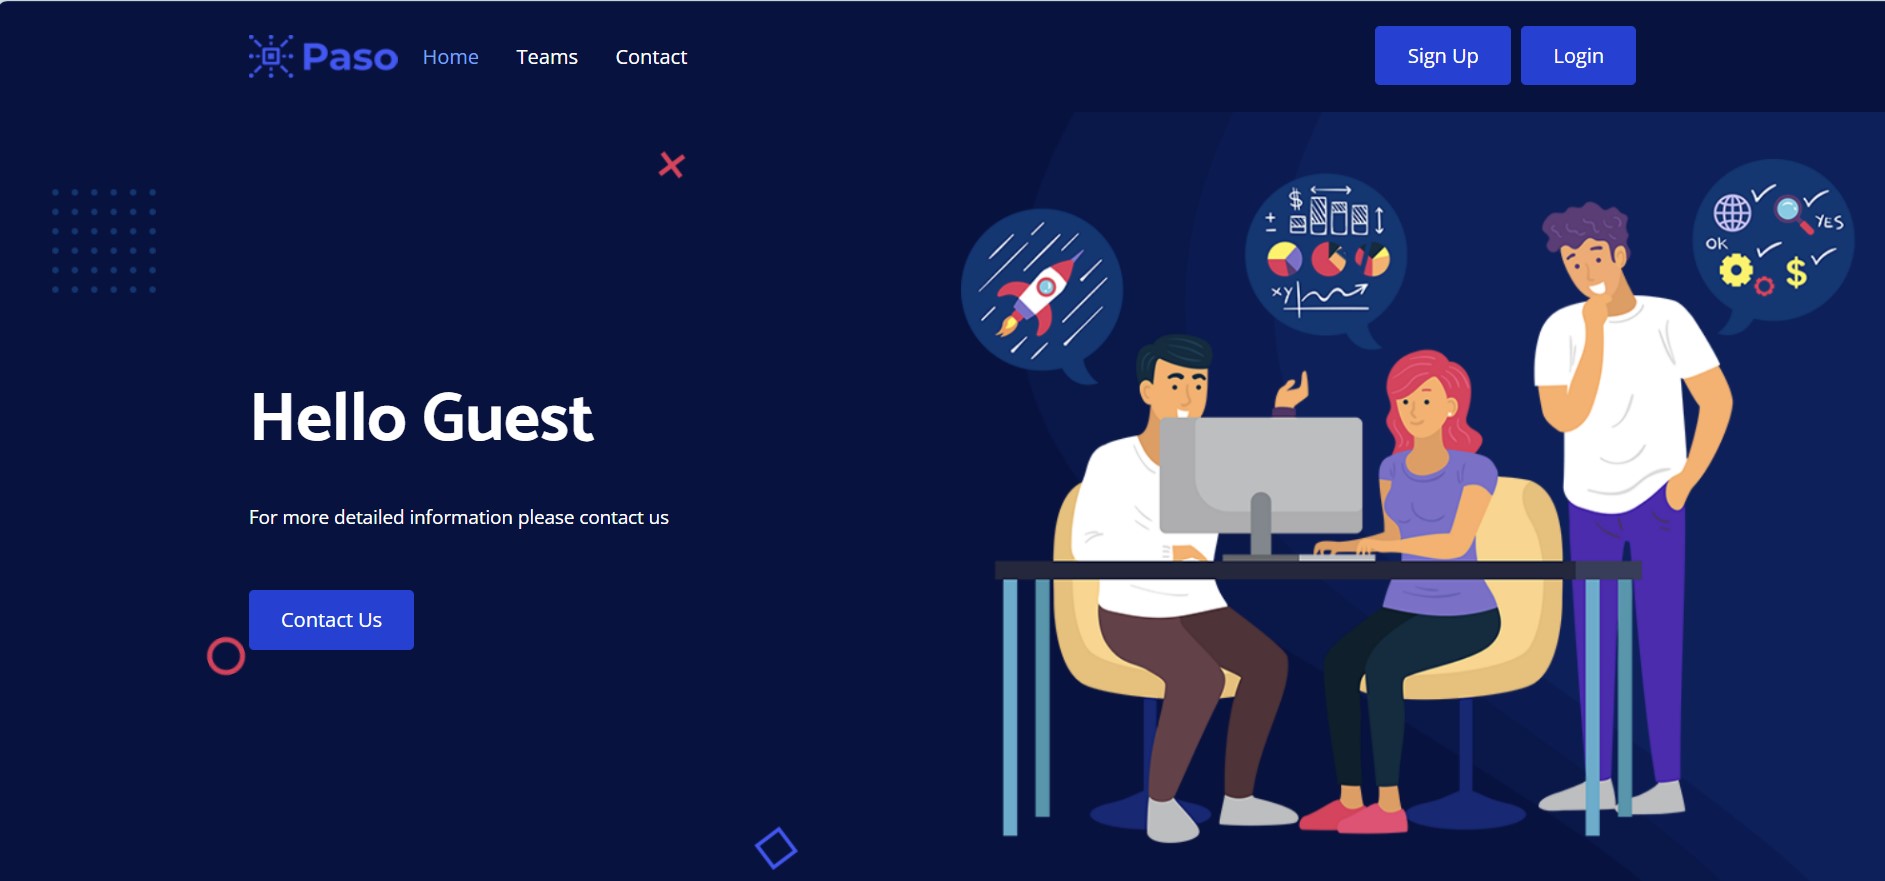 Paso Home Teams Contact Sign Up Login
$
+
-
xy
YES
OK
$
Hello Guest
For more detailed information please contact us
Contact Us